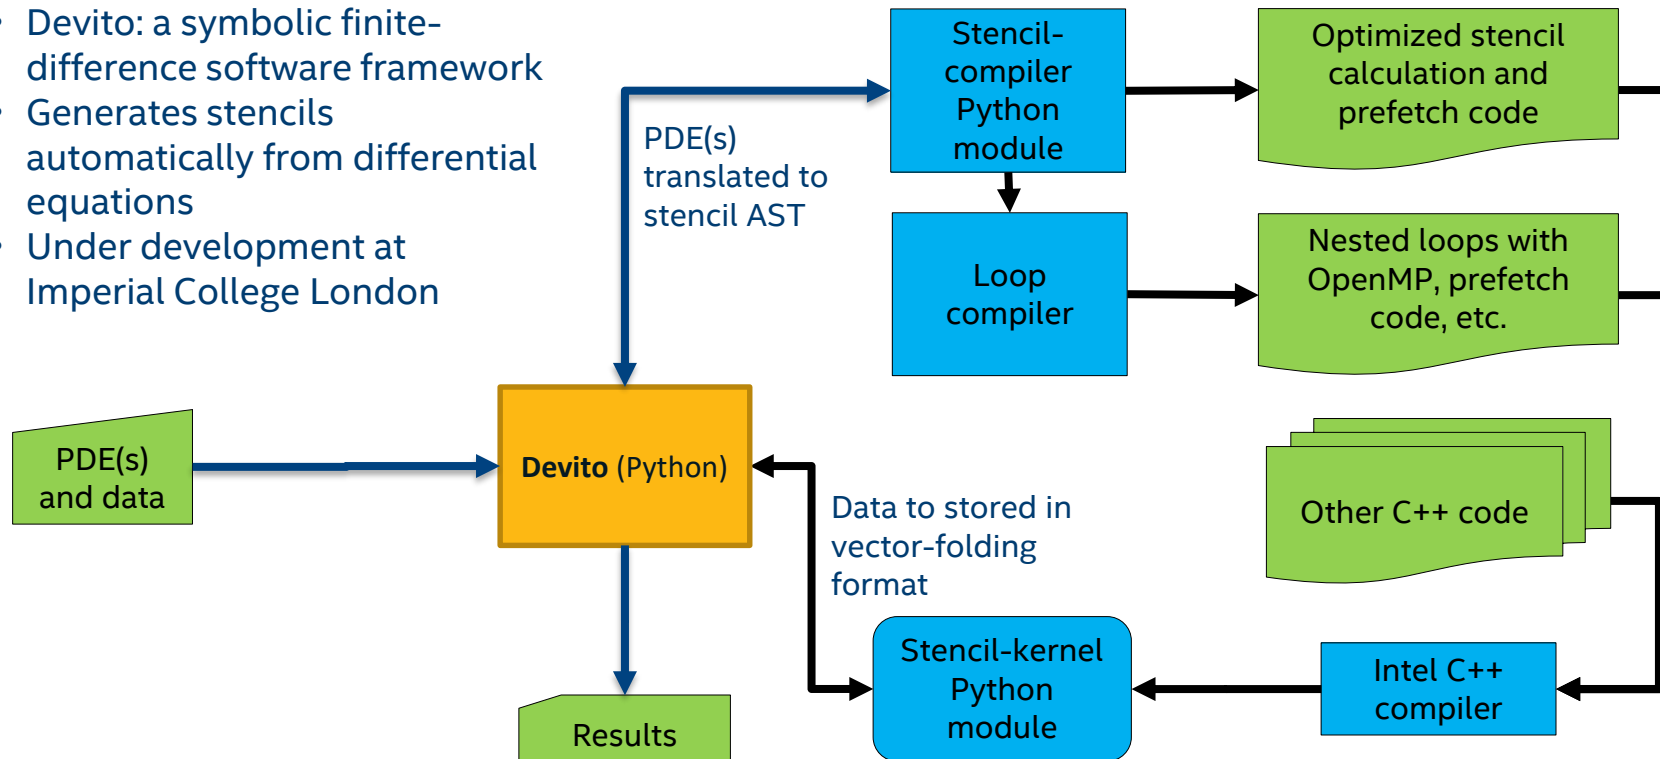 • Devito: a symbolic finite-
difference software framework
• Generates stencils
automatically from differential
equations
• Under development at
Imperial College London
PDE(s)
translated to
stencil AST
Stencil-
compiler
Python
module
Optimized stencil
calculation and
prefetch code
Loop
compiler
Nested loops with
OpenMP, prefetch
code, etc.
PDE(s)
and data
Devito (Python)
Data to stored in
vector-folding
format
Other C++ code
Stencil-kernel
Python
module
Intel C++
compiler
Results